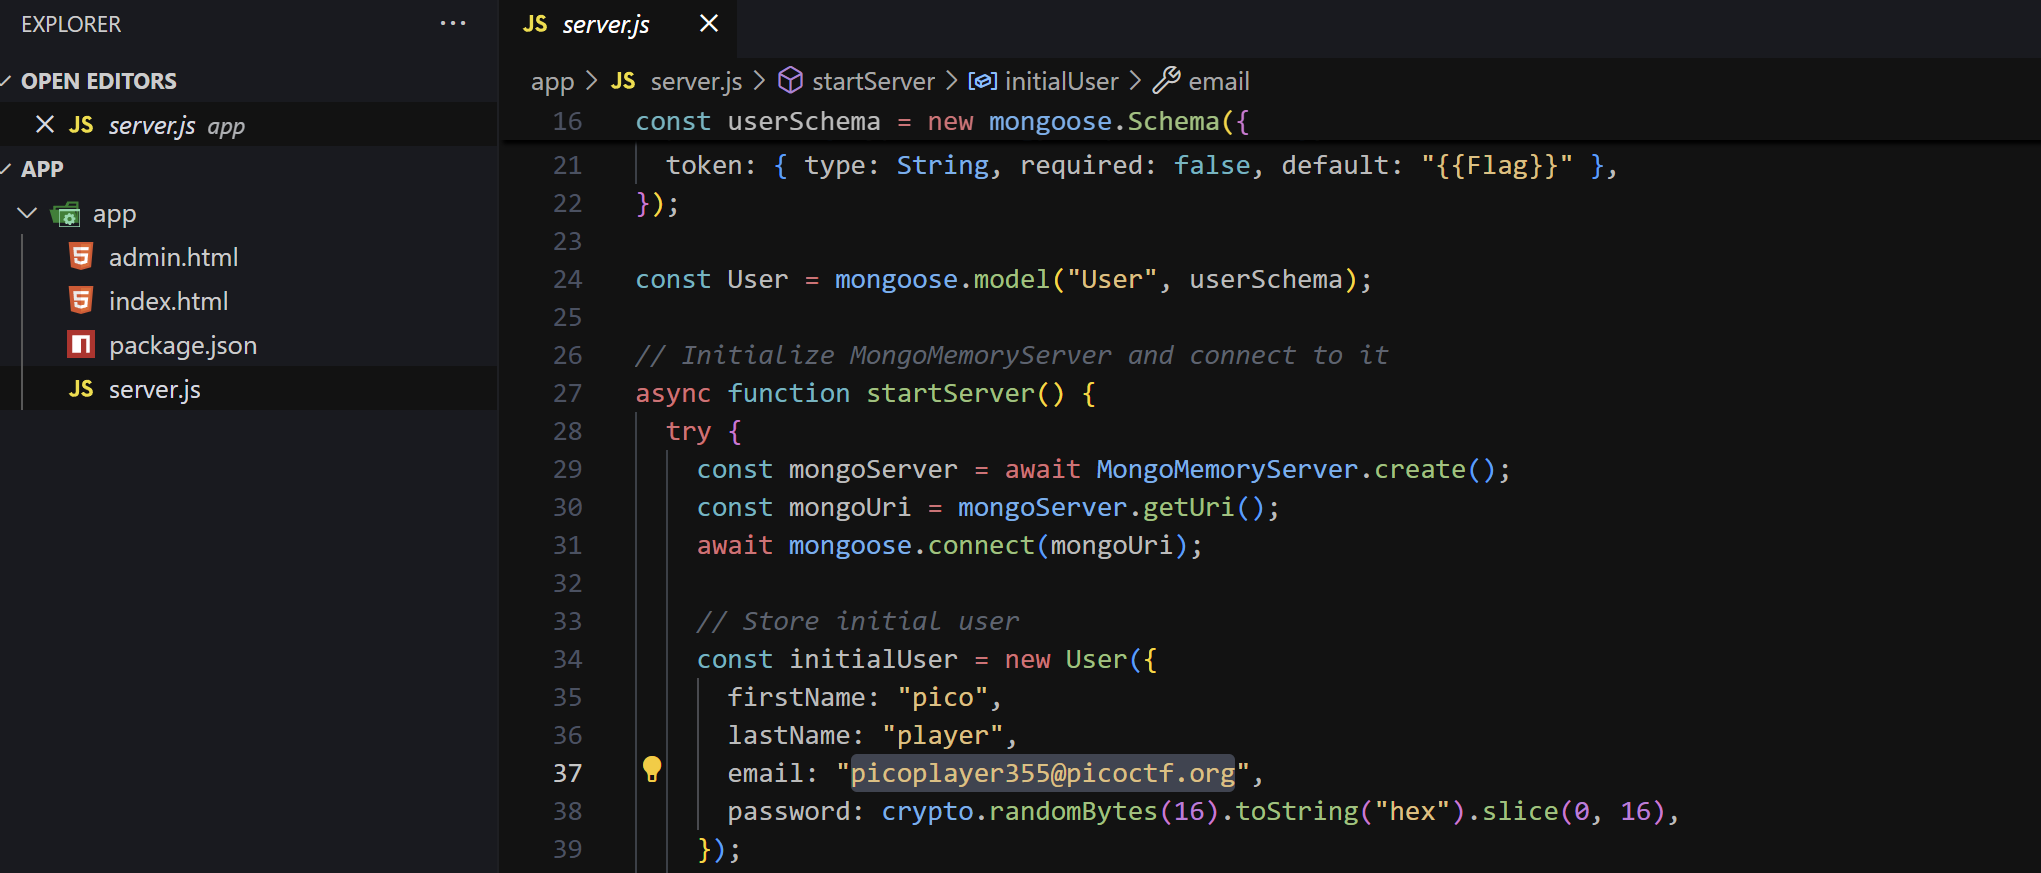 EXPLORER ...
OPEN EDITORS
JS server.js app
APP
app
admin.html
index.html
package.json
JS server.js
JS server.js
app > JS server.js > startServer > initialUser > email
16 const userSchema = new mongoose.Schema({
21 token: { type: String, required: false, default: "{{Flag}}" },
22 });
23
24 const User = mongoose.model("User", userSchema);
25
26 // Initialize MongoMemoryServer and connect to it
27 async function startServer() {
28 try {
29 const mongoServer = await MongoMemoryServer.create();
30 const mongoUri = mongoServer.getUri();
31 await mongoose.connect(mongoUri);
32
33 // Store initial user
34 const initialUser = new User({
35 firstName: "pico",
36 lastName: "player",
37 email: "picoplayer355@picoctf.org",
38 password: crypto.randomBytes(16).toString("hex").slice(0, 16),
39 });